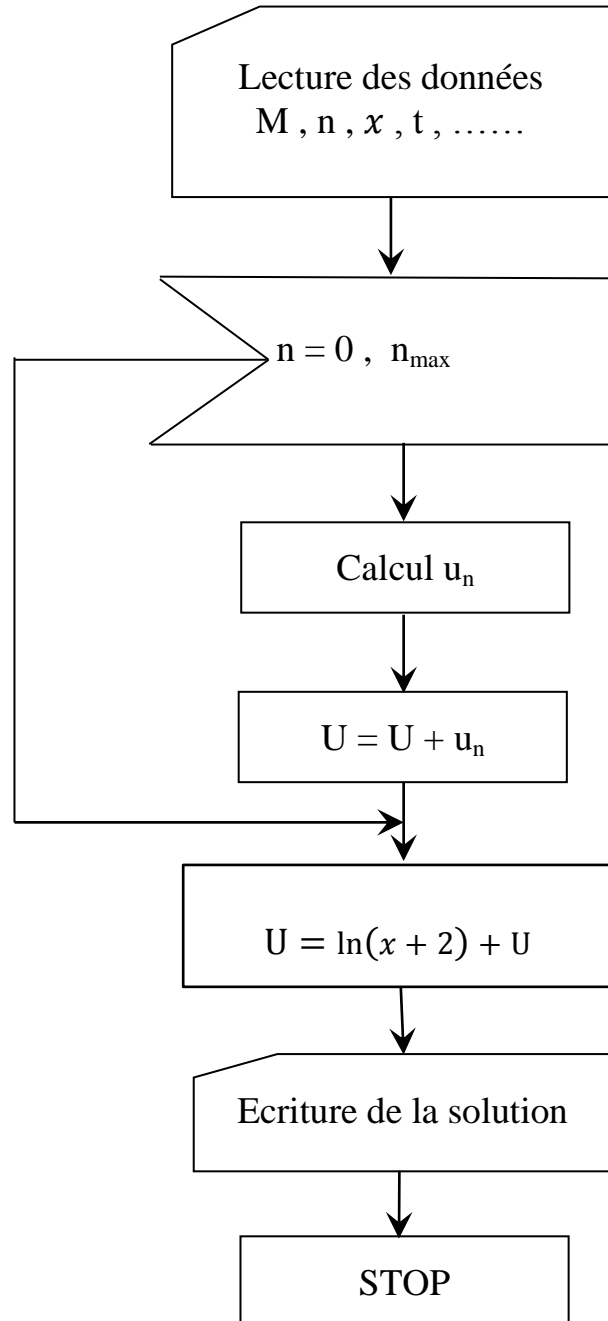 Lecture des données
M , n , 𝑥 , t , ……
n = 0 , nₘₐₓ
Calcul uₙ
U = U + uₙ
U = ln(𝑥 + 2) + U
Ecriture de la solution
STOP